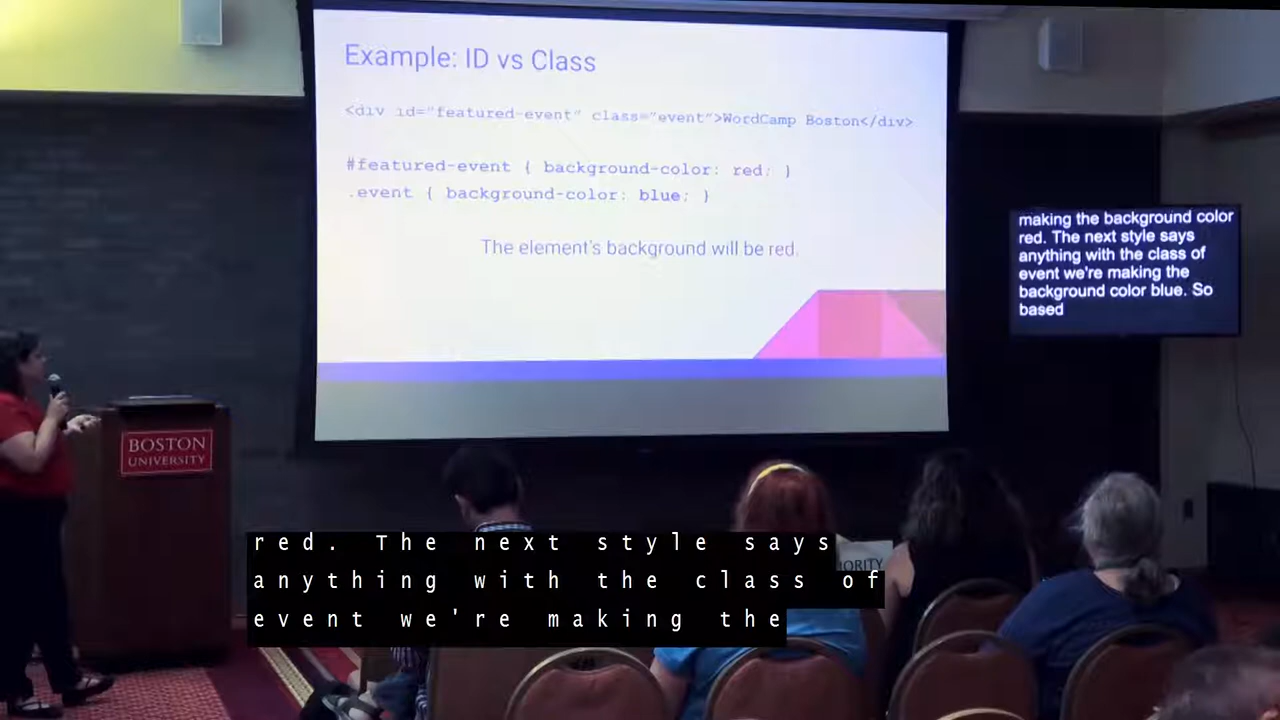 Example: ID vs Class
<div id="featured-event" class="event">WordCamp Boston</div>
#featured-event { background-color: red; }
.event { background-color: blue; }
The element's background will be red.
making the background color
red. The next style says
anything with the class of
event we're making the
background color blue. So
based
BOSTON
UNIVERSITY
red. The next style says
anything with the class of
event we're making the